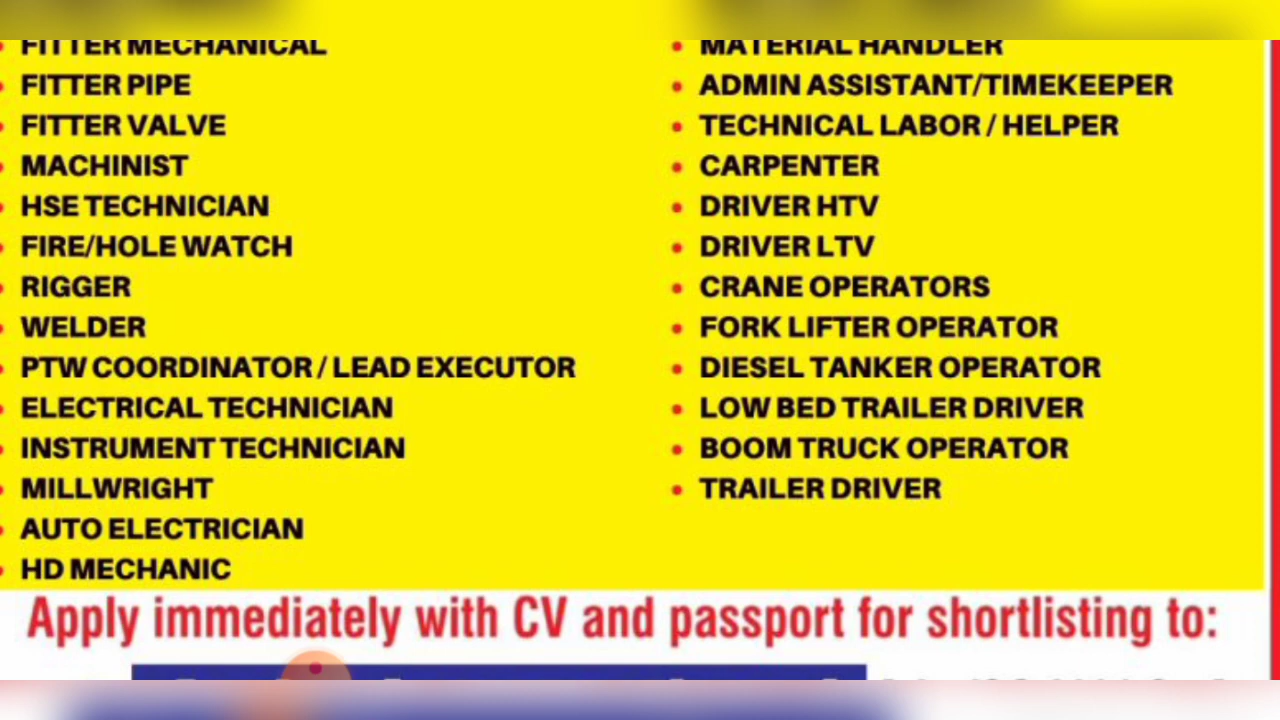 FITTER MECHANICAL
FITTER PIPE
FITTER VALVE
MACHINIST
HSE TECHNICIAN
FIRE/HOLE WATCH
RIGGER
WELDER
PTW COORDINATOR / LEAD EXECUTOR
ELECTRICAL TECHNICIAN
INSTRUMENT TECHNICIAN
MILLWRIGHT
AUTO ELECTRICIAN
HD MECHANIC
MATERIAL HANDLER
ADMIN ASSISTANT/TIMEKEEPER
TECHNICAL LABOR / HELPER
CARPENTER
DRIVER HTV
DRIVER LTV
CRANE OPERATORS
FORK LIFTER OPERATOR
DIESEL TANKER OPERATOR
LOW BED TRAILER DRIVER
BOOM TRUCK OPERATOR
TRAILER DRIVER
Apply immediately with CV and passport for shortlisting to: